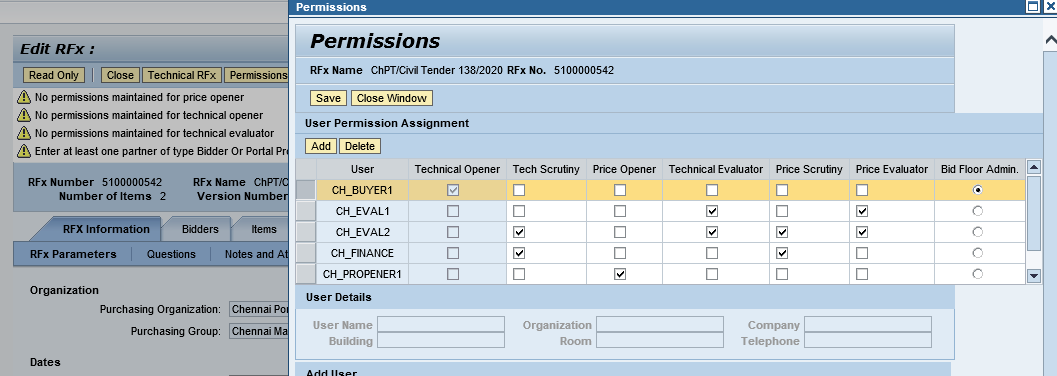 Permissions
Edit RFx :
Read Only Close Technical RFx Permissions
No permissions maintained for price opener
No permissions maintained for technical opener
No permissions maintained for technical evaluator
Enter at least one partner of type Bidder Or Portal Pr
RFx Number 5100000542 RFx Name ChPT/C
Number of Items 2 Version Number
RFX Information Bidders Items
RFx Parameters Questions Notes and At
Organization
Purchasing Organization: Chennai Por
Purchasing Group: Chennai Ma
Dates
Permissions
RFx Name ChPT/Civil Tender 138/2020 RFx No. 5100000542
Save Close Window
User Permission Assignment
Add Delete
User Technical Opener Tech Scrutiny Price Opener Technical Evaluator Price Scrutiny Price Evaluator Bid Floor Admin.
CH_BUYER1
CH_EVAL1
CH_EVAL2
CH_FINANCE
CH_PROPENER1
User Details
User Name Organization Company
Building Room Telephone
Add User